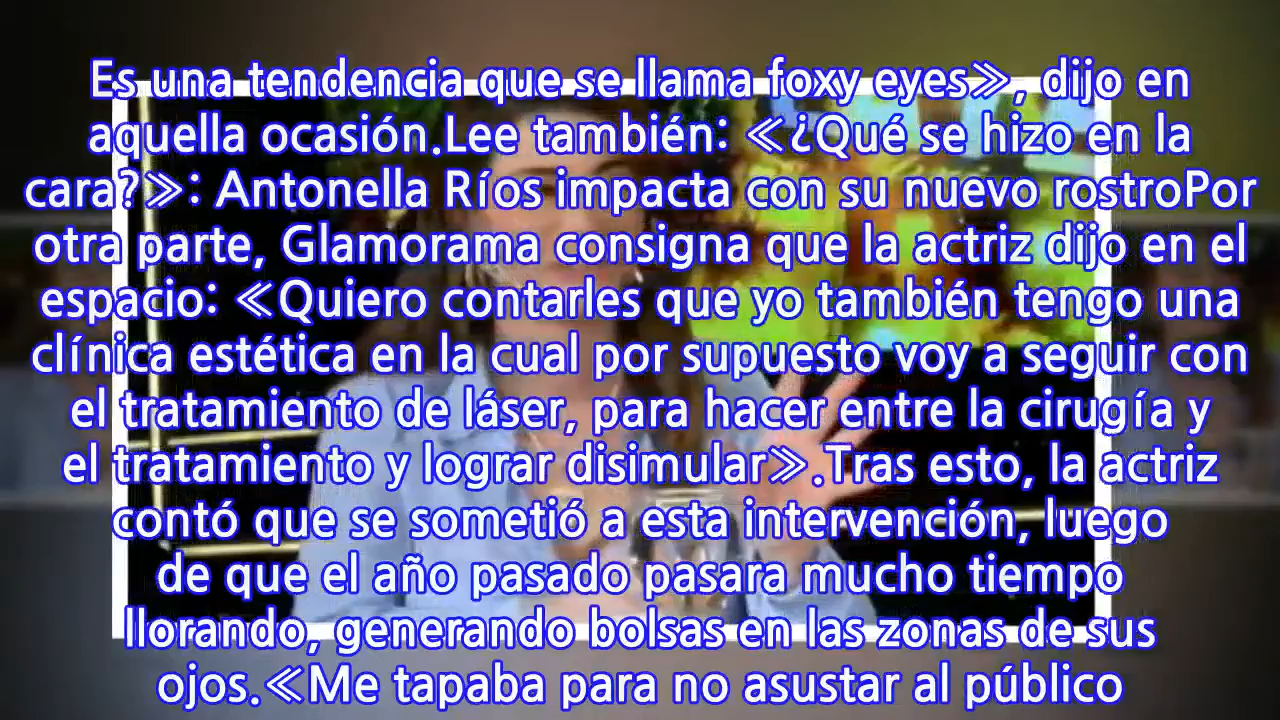 Es una tendencia que se llama foxy eyes≫, dijo en
aquella ocasión.Lee también: ≪¿Qué se hizo en la
cara?≫: Antonella Ríos impacta con su nuevo rostroPor
otra parte, Glamorama consigna que la actriz dijo en el
espacio: ≪Quiero contarles que yo también tengo una
clínica estética en la cual por supuesto voy a seguir con
el tratamiento de láser, para hacer entre la cirugía y
el tratamiento y lograr disimular≫.Tras esto, la actriz
contó que se sometió a esta intervención, luego
de que el año pasado pasara mucho tiempo
llorando, generando bolsas en las zonas de sus
ojos.≪Me tapaba para no asustar al público